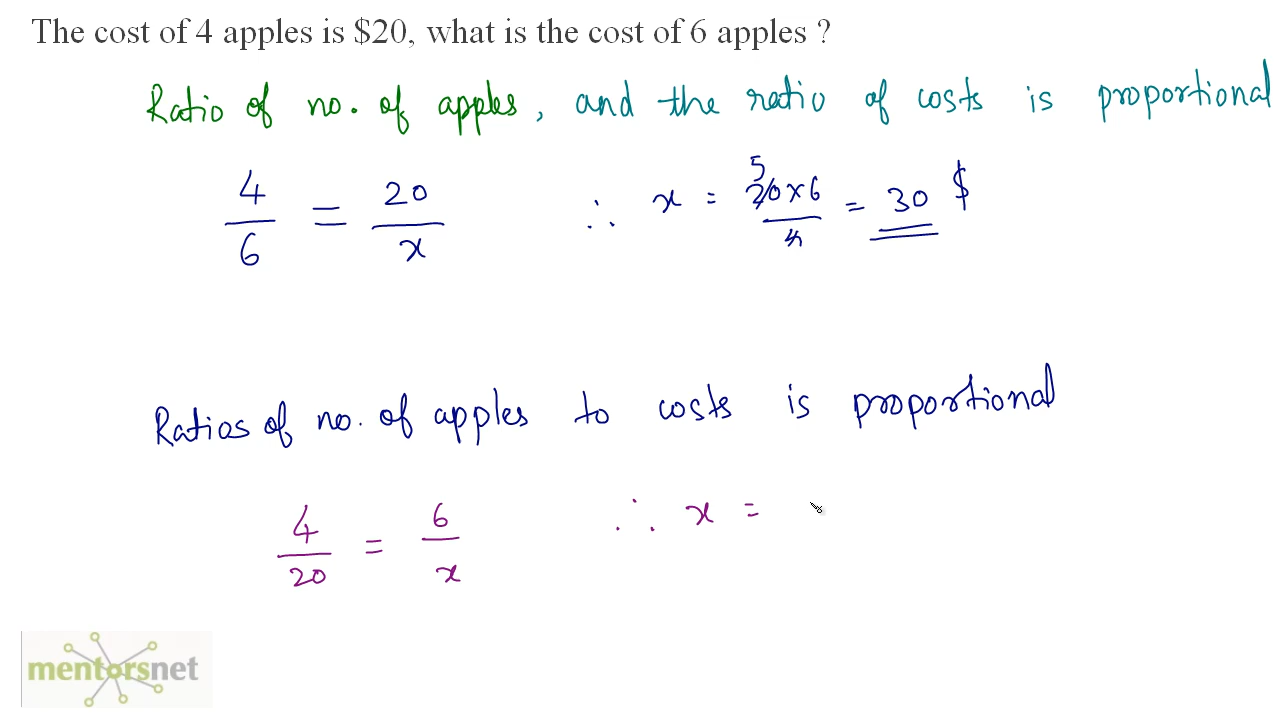 The cost of 4 apples is $20, what is the cost of 6 apples ?
Ratio of no. of apples, and the ratio of costs is proportional
4/6 = 20/x ∴ x = 20×6/4 = 30 $
5
Ratios of no. of apples to costs is proportional
4/20 = 6/x ∴ x =
mentorsnet